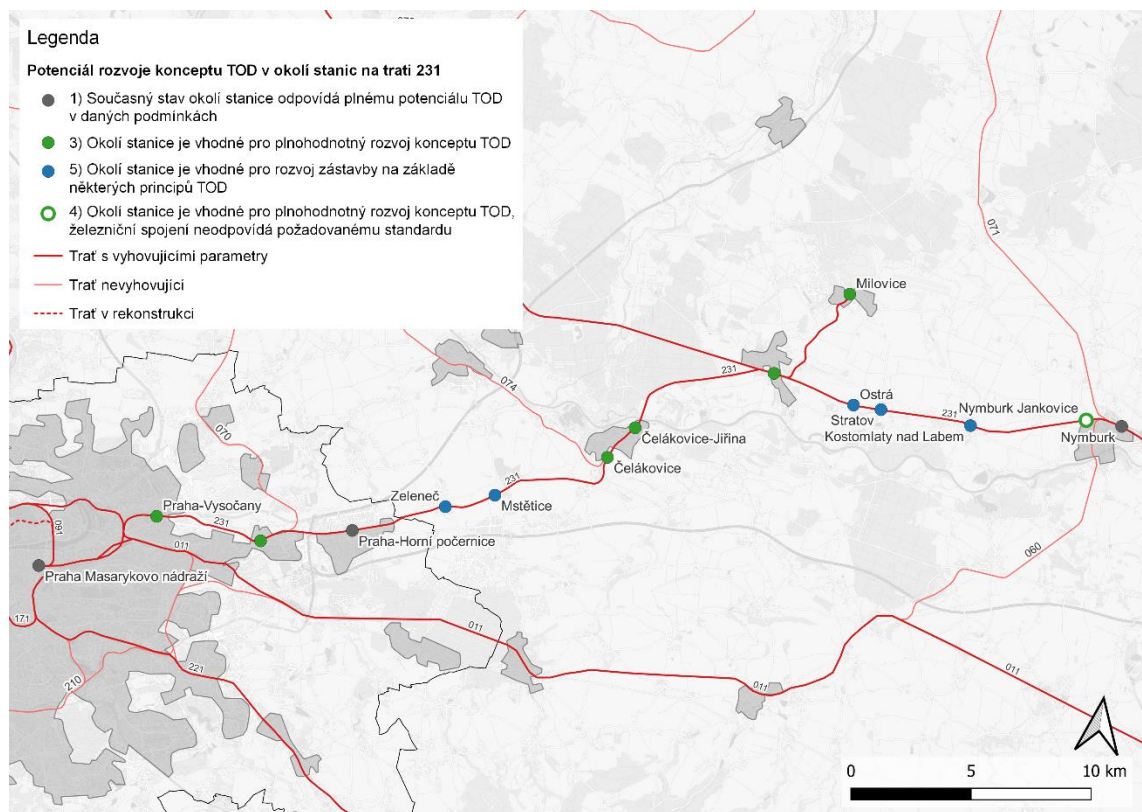 Legenda
Potenciál rozvoje konceptu TOD v okolí stanic na trati 231
1) Současný stav okolí stanice odpovídá plnému potenciálu TOD
v daných podmínkách
3) Okolí stanice je vhodné pro plnohodnotný rozvoj konceptu TOD
5) Okolí stanice je vhodné pro rozvoj zástavby na základě
některých principů TOD
4) Okolí stanice je vhodné pro plnohodnotný rozvoj konceptu TOD,
železniční spojení neodpovídá požadovanému standardu
Trať s vyhovujícími parametry
Trať nevyhovující
Trať v rekonstrukci
071
Milovice
231
074
Ostrá
Stratov
231
Nymburk Jankovice
Kostomlaty nad Labem
Nymburk
Čelákovice-Jiřina
Čelákovice
070
231
Zeleneč
Mstětice
Praha-Vysočany
231
091
011
Praha-Horní počernice
Praha Masarykovo nádraží
060
171
011
221
210
011
011
0
5
10 km